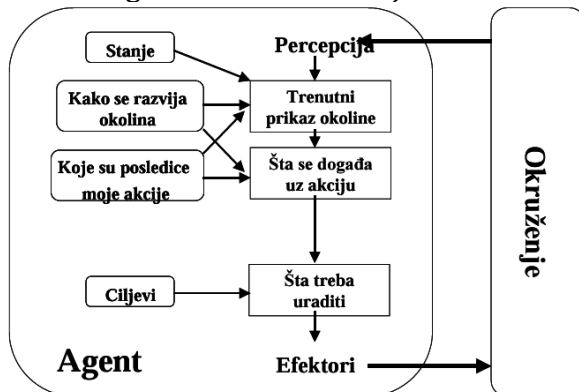 Stanje
Percepcija
Kako se razvija
okolina
Trenutni
prikaz okoline
Koje su posledice
moje akcije
Šta se događa
uz akciju
Ciljevi
Šta treba
uraditi
Agent
Efektori
Okruženje